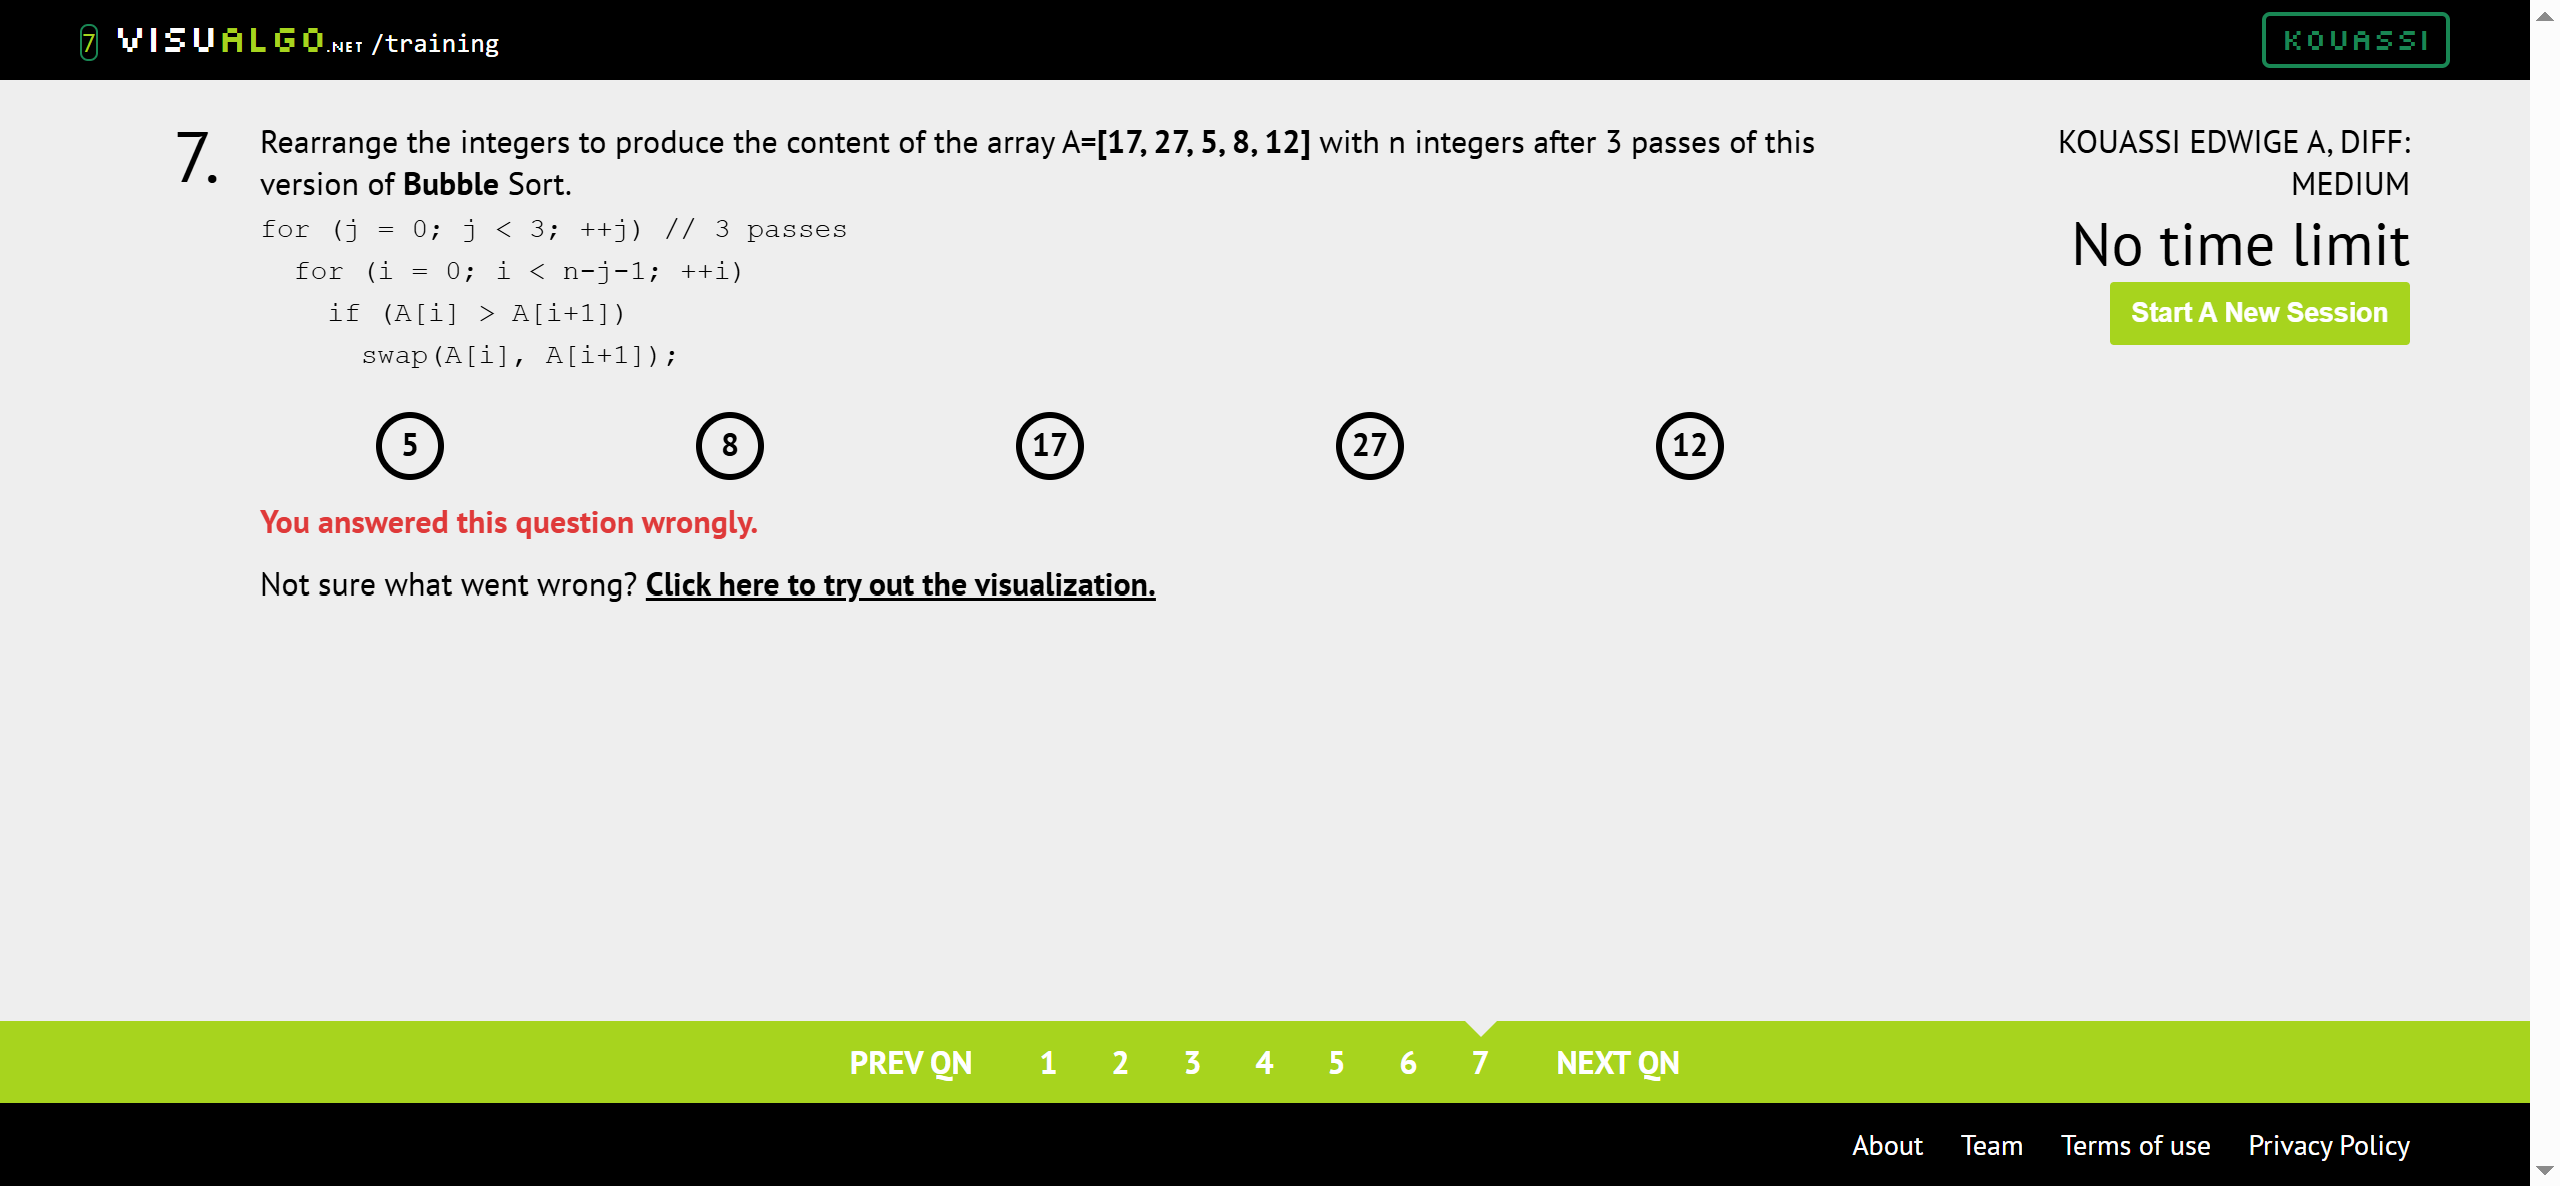 7 VISUALGO.NET /training
KOUASSI
7.
Rearrange the integers to produce the content of the array A=[17, 27, 5, 8, 12] with n integers after 3 passes of this
version of Bubble Sort.
for (j = 0; j < 3; ++j) // 3 passes
for (i = 0; i < n-j-1; ++i)
if (A[i] > A[i+1])
swap(A[i], A[i+1]);
KOUASSI EDWIGE A, DIFF:
MEDIUM
No time limit
Start A New Session
5 8 17 27 12
You answered this question wrongly.
Not sure what went wrong? Click here to try out the visualization.
PREV QN 1 2 3 4 5 6 7 NEXT QN
About Team Terms of use Privacy Policy